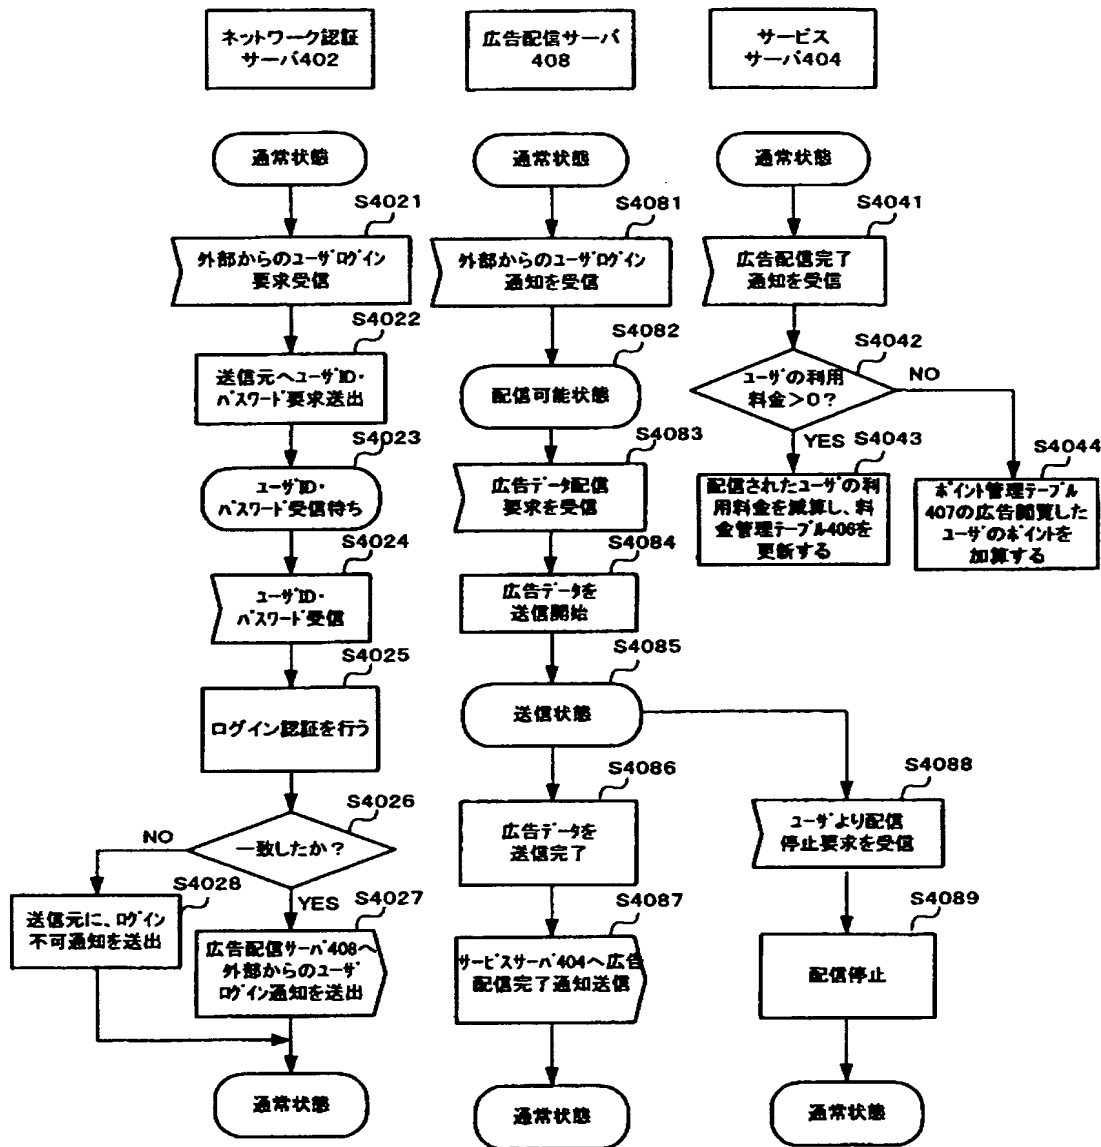 ネットワーク認証
サーバ402
広告配信サーバ
408
サービス
サーバ404
通常状態
S4021
外部からのユーザログイン
要求受信
S4022
送信元へユーザID・
パスワード要求送出
S4023
ユーザID・
パスワード受信待ち
S4024
ユーザID・
パスワード受信
S4025
ログイン認証を行う
S4026
一致したか？
NO
YES
S4028
送信元に、ログイン
不可通知を送出
S4027
広告配信サーバ408へ
外部からのユーザ
ログイン通知を送出
通常状態
通常状態
S4081
外部からのユーザログイン
通知を受信
S4082
配信可能状態
S4083
広告データ配信
要求を受信
S4084
広告データを
送信開始
S4085
送信状態
S4086
広告データを
送信完了
S4087
サービスサーバ404へ広告
配信完了通知送信
通常状態
S4088
ユーザより配信
停止要求を受信
S4089
配信停止
通常状態
通常状態
S4041
広告配信完了
通知を受信
S4042
ユーザの利用
料金＞0？
NO
YES
S4043
配信されたユーザの利
用料金を減算し、料
金管理テーブル406を
更新する
S4044
ポイント管理テーブル
407の広告閲覧した
ユーザのポイントを
加算する